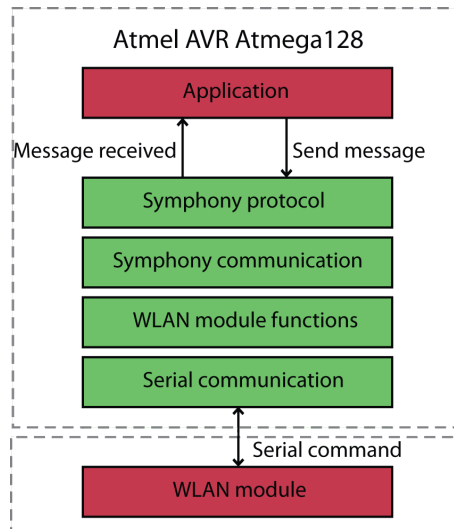 Atmel AVR Atmega128
Application
Message received
Send message
Symphony protocol
Symphony communication
WLAN module functions
Serial communication
Serial command
WLAN module